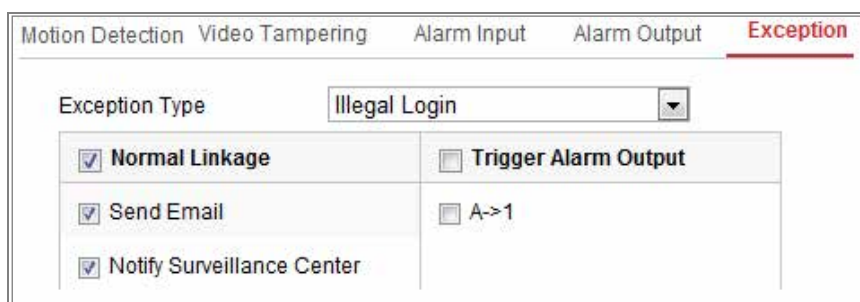 Motion Detection Video Tampering Alarm Input Alarm Output Exception
Exception Type Illegal Login
Normal Linkage Trigger Alarm Output
Send Email A->1
Notify Surveillance Center